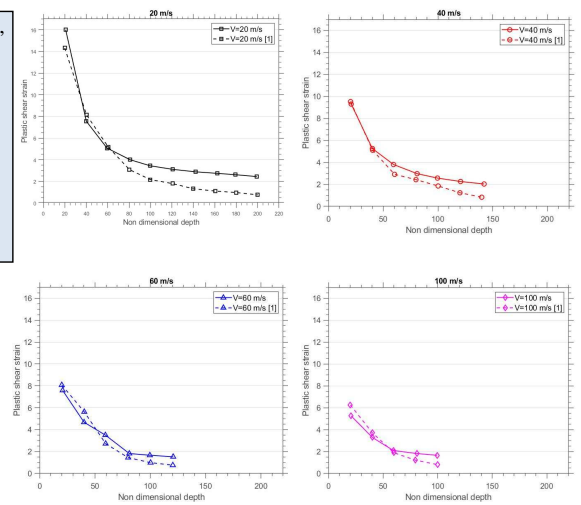 ,
20 m/s
V=20 m/s
V=20 m/s [1]
16
14
12
10
8
6
4
2
0
Plastic shear strain
0 20 40 60 80 100 120 140 160 180 200 220
Non dimensional depth
40 m/s
V=40 m/s
V=40 m/s [1]
16
14
12
10
8
6
4
2
0
Plastic shear strain
0 50 100 150 200
Non dimensional depth
60 m/s
V=60 m/s
V=60 m/s [1]
16
14
12
10
8
6
4
2
0
Plastic shear strain
0 50 100 150 200
Non dimensional depth
100 m/s
V=100 m/s
V=100 m/s [1]
16
14
12
10
8
6
4
2
0
Plastic shear strain
0 50 100 150 200
Non dimensional depth